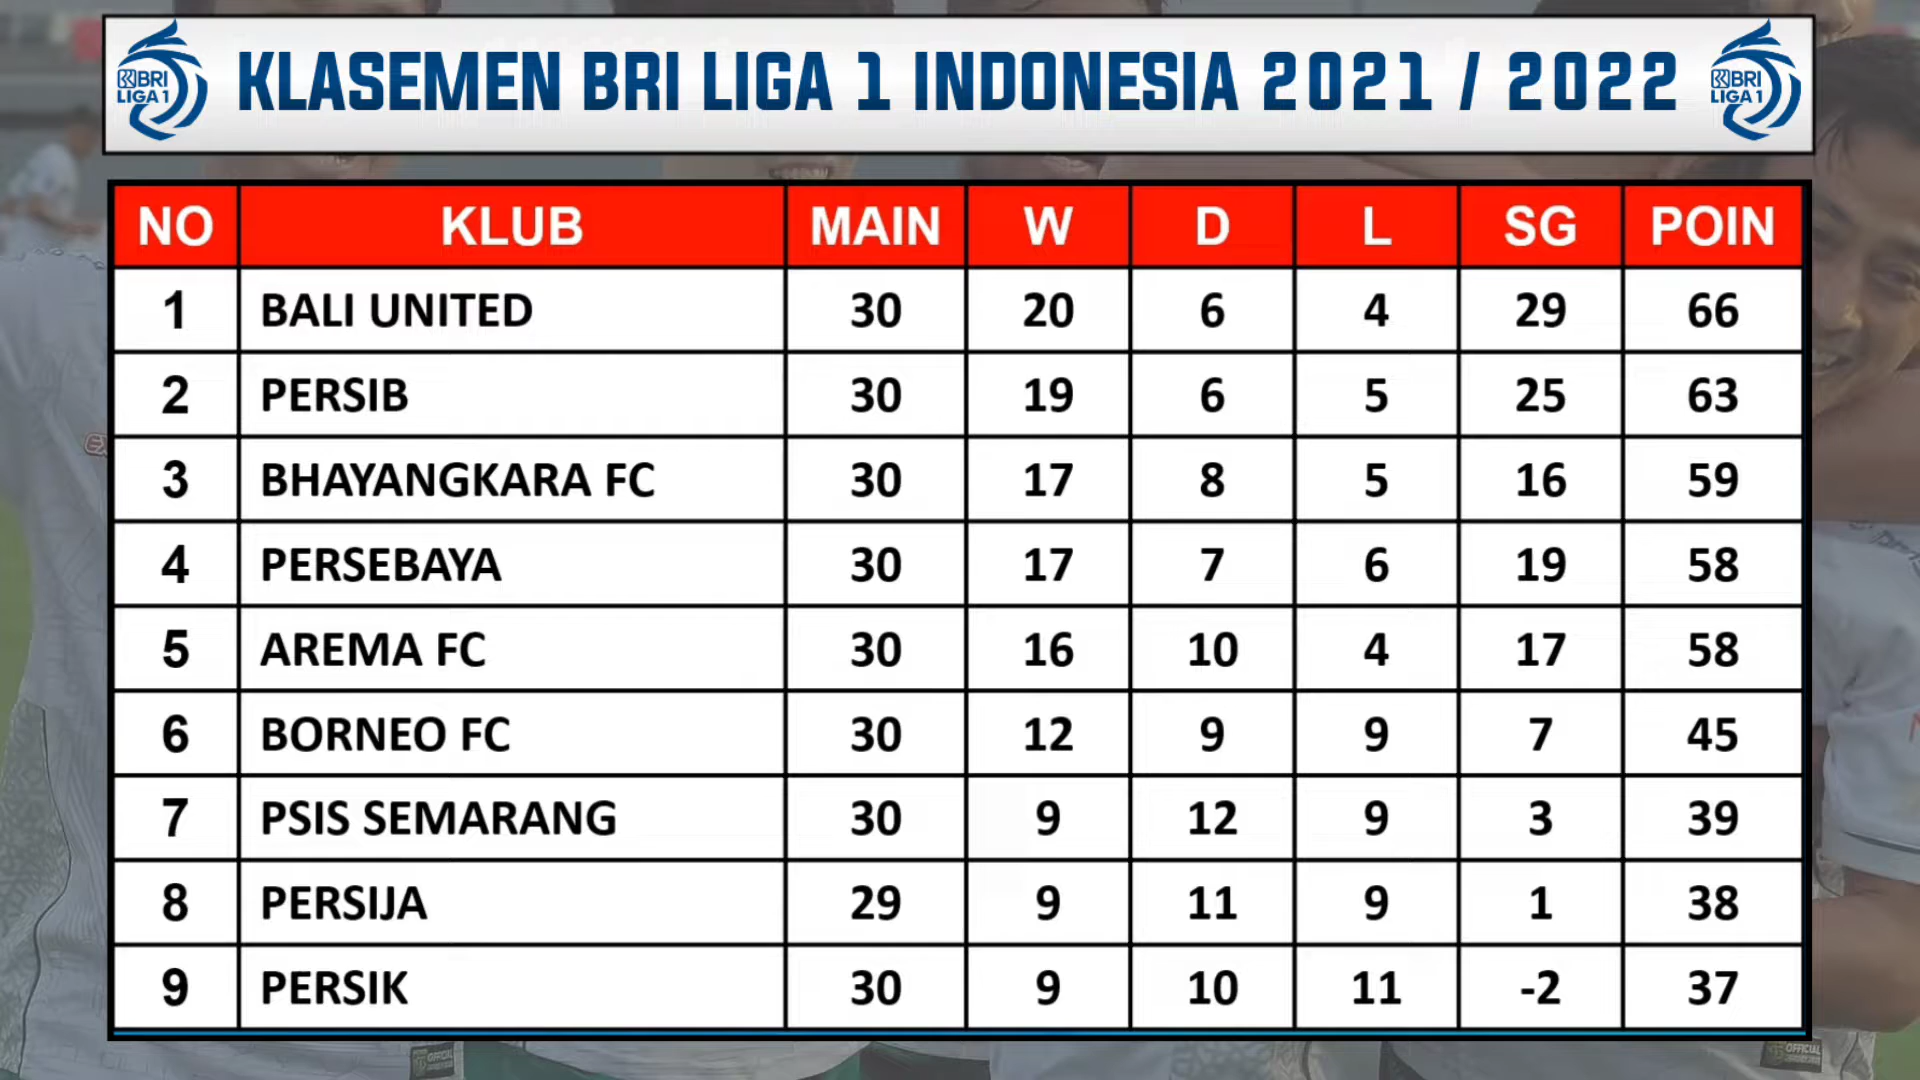 BRI
LIGA 1
KLASEMEN BRI LIGA 1 INDONESIA 2021 / 2022
BRI
LIGA 1
NO KLUB MAIN W D L SG POIN
1 BALI UNITED 30 20 6 4 29 66
2 PERSIB 30 19 6 5 25 63
3 BHAYANGKARA FC 30 17 8 5 16 59
4 PERSEBAYA 30 17 7 6 19 58
5 AREMA FC 30 16 10 4 17 58
6 BORNEO FC 30 12 9 9 7 45
7 PSIS SEMARANG 30 9 12 9 3 39
8 PERSIJA 29 9 11 9 1 38
9 PERSIK 30 9 10 11 -2 37
OFFICIAL
OFFICIAL